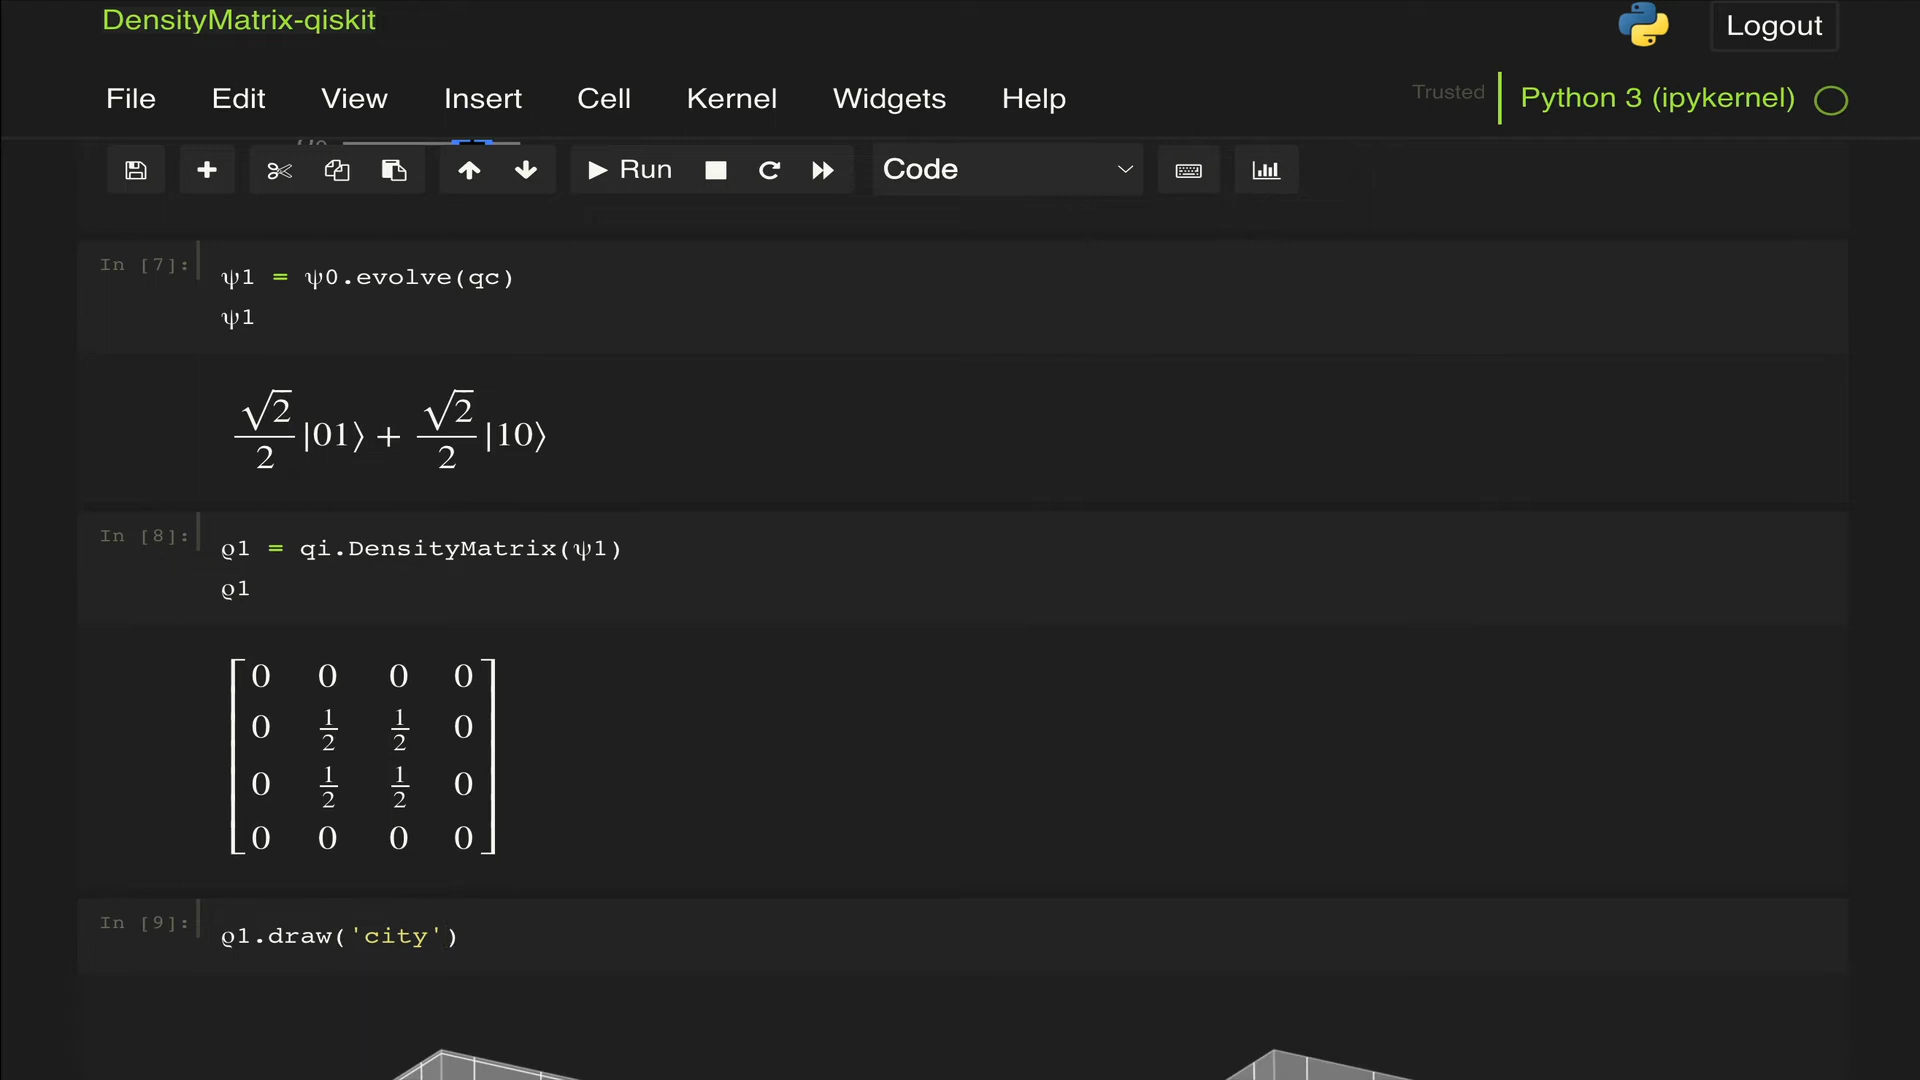 DensityMatrix-qiskit
Logout
File Edit View Insert Cell Kernel Widgets Help
Trusted
Python 3 (ipykernel)
Run
Code
In [7]:
ψ1 = ψ0.evolve(qc)
ψ1
√2/2|01⟩ + √2/2|10⟩
In [8]:
ϱ1 = qi.DensityMatrix(ψ1)
ϱ1
0 0 0 0
0 1/2 1/2 0
0 1/2 1/2 0
0 0 0 0
In [9]:
ϱ1.draw('city')